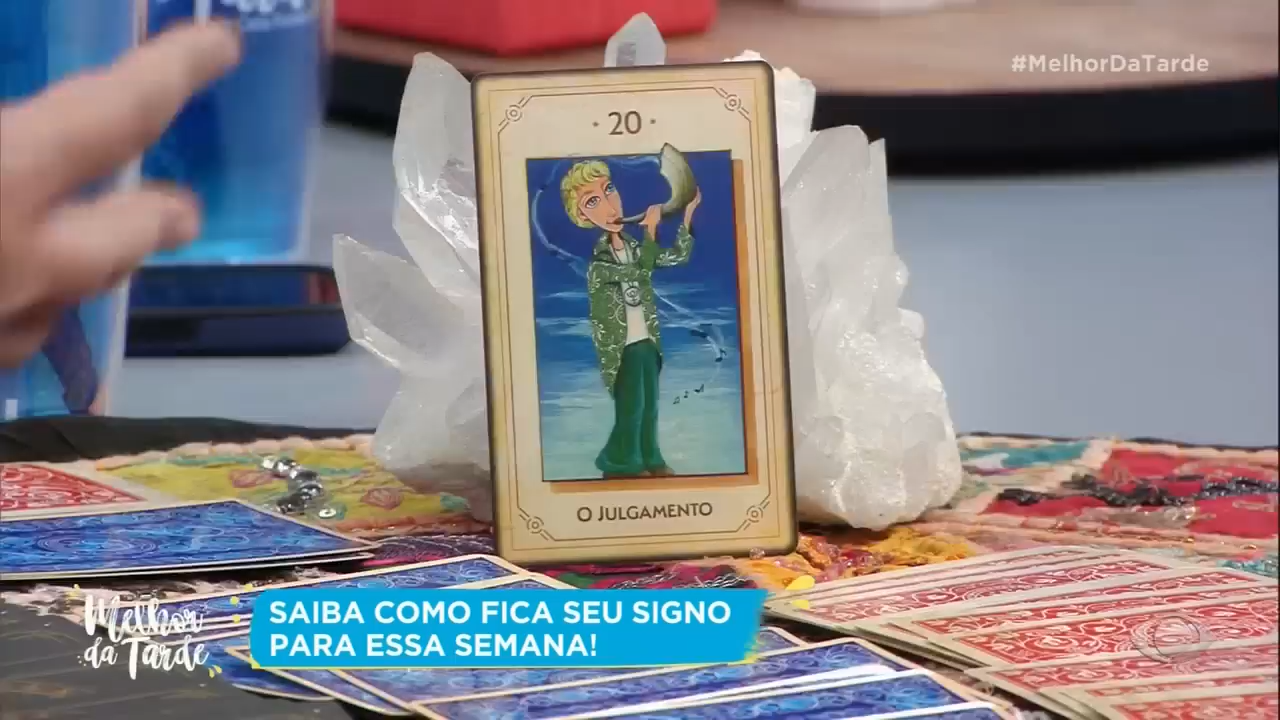 #MelhorDaTarde
· 20 ·
O JULGAMENTO
Melhor
da Tarde
SAIBA COMO FICA SEU SIGNO
PARA ESSA SEMANA!